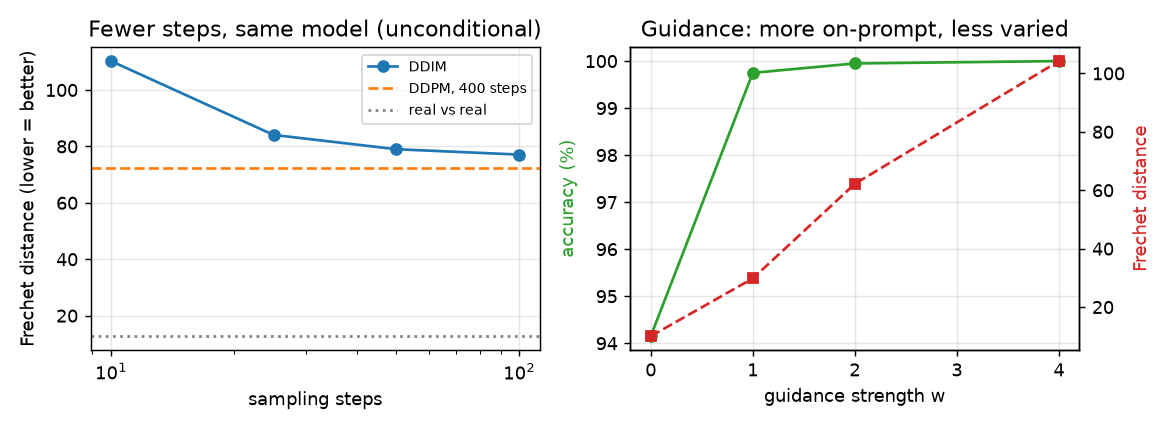 Fewer steps, same model (unconditional)
Frechet distance (lower = better)
100
80
60
40
20
DDIM
DDPM, 400 steps
real vs real
10¹
10²
sampling steps
Guidance: more on-prompt, less varied
accuracy (%)
100
99
98
97
96
95
94
0
1
2
3
4
guidance strength w
100
80
60
40
20
Frechet distance